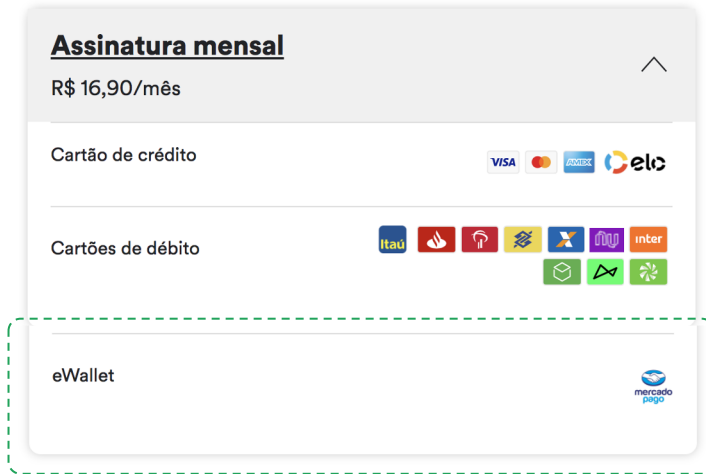 Assinatura mensal
R$ 16,90/mês
Cartão de crédito
VISA AMEX elo
Cartões de débito
Itaú nu inter
eWallet
mercado
pago